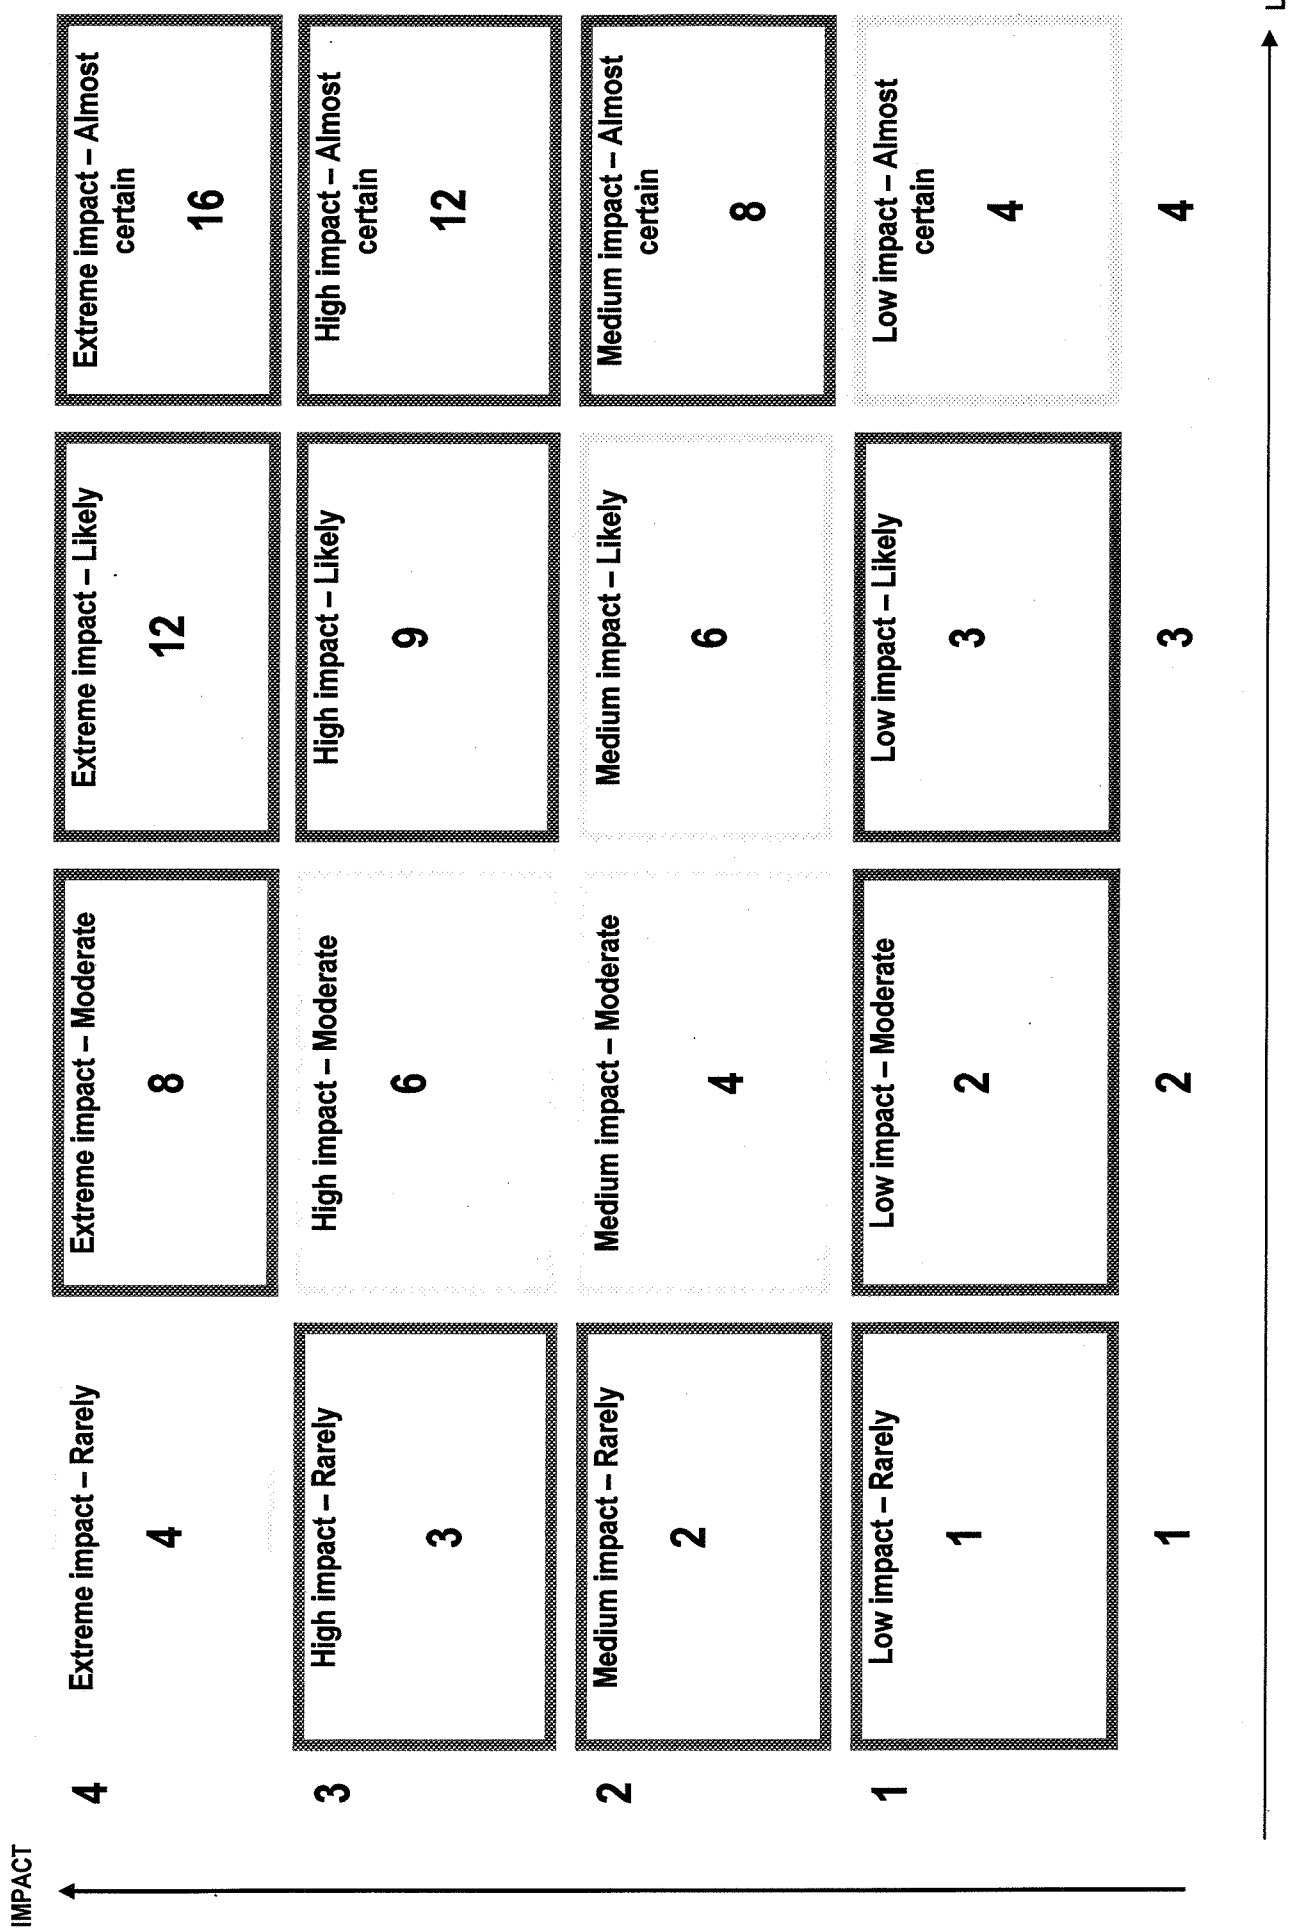 IMPACT
4
Extreme impact – Rarely
4
Extreme impact – Moderate
8
Extreme impact – Likely
12
Extreme impact – Almost
certain
16
3
High impact – Rarely
3
High impact – Moderate
6
High impact – Likely
9
High impact – Almost
certain
12
2
Medium impact – Rarely
2
Medium impact – Moderate
4
Medium impact – Likely
6
Medium impact – Almost
certain
8
1
Low impact – Rarely
1
Low impact – Moderate
2
Low impact – Likely
3
Low impact – Almost
certain
4
1
2
3
4